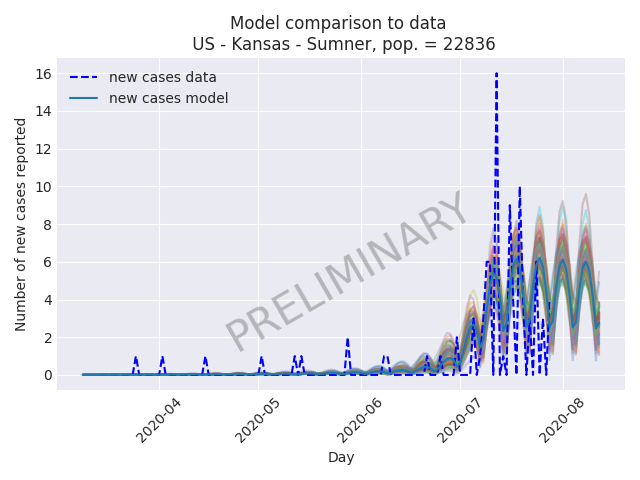 Model comparison to data
US - Kansas - Sumner, pop. = 22836
new cases data
new cases model
16
14
12
10
8
6
4
2
0
Number of new cases reported
PRELIMINARY
2020-04
2020-05
2020-06
2020-07
2020-08
Day